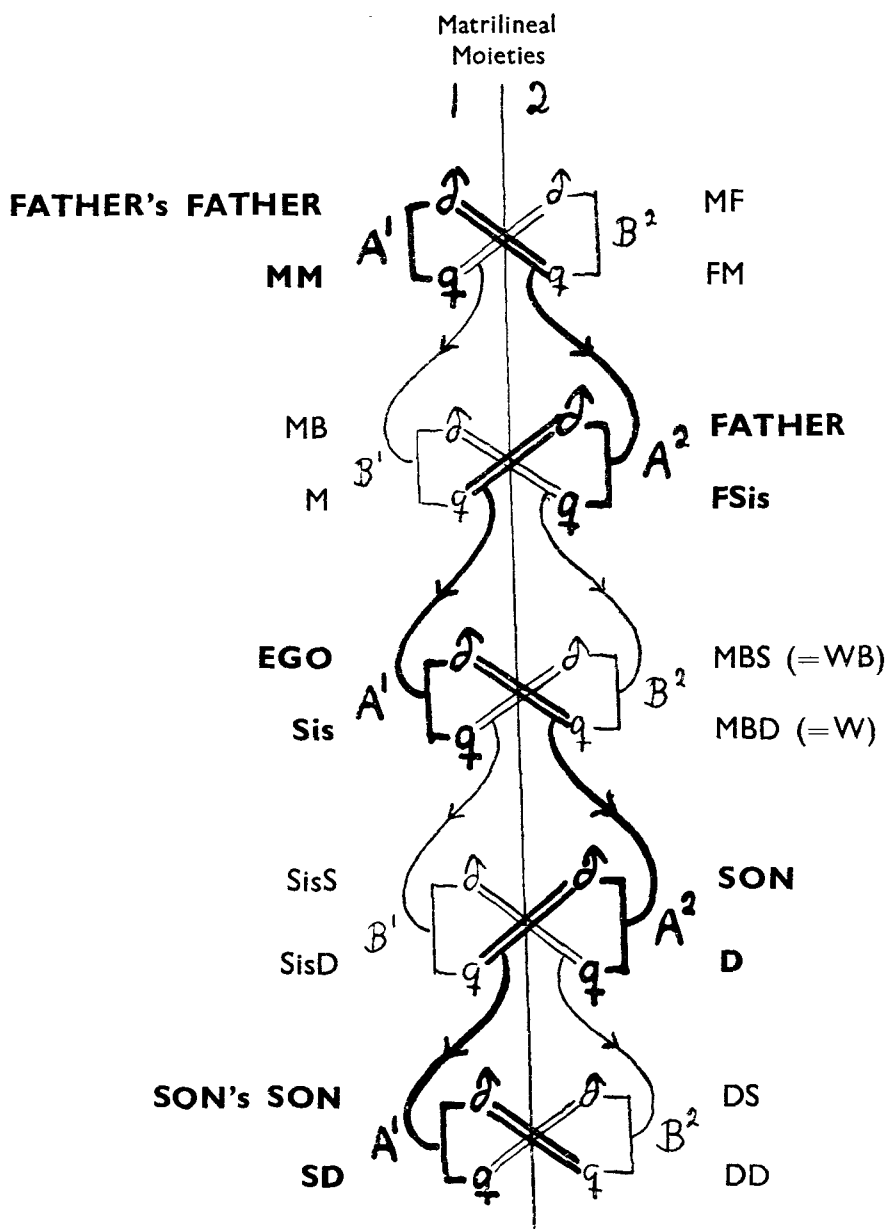 Matrilineal
Moieties
1 2
FATHER's FATHER MF
A¹ B²
MM FM
MB FATHER
B¹ A²
M FSis
EGO MBS (=WB)
A¹ B²
Sis MBD (=W)
SisS SON
B¹ A²
SisD D
SON's SON DS
A¹ B²
SD DD